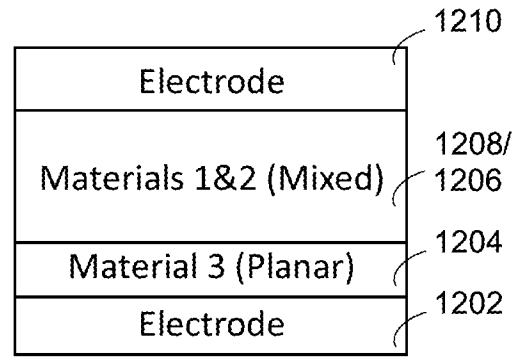 1210
Electrode
1208/
Materials 1&2 (Mixed)
1206
1204
Material 3 (Planar)
1202
Electrode